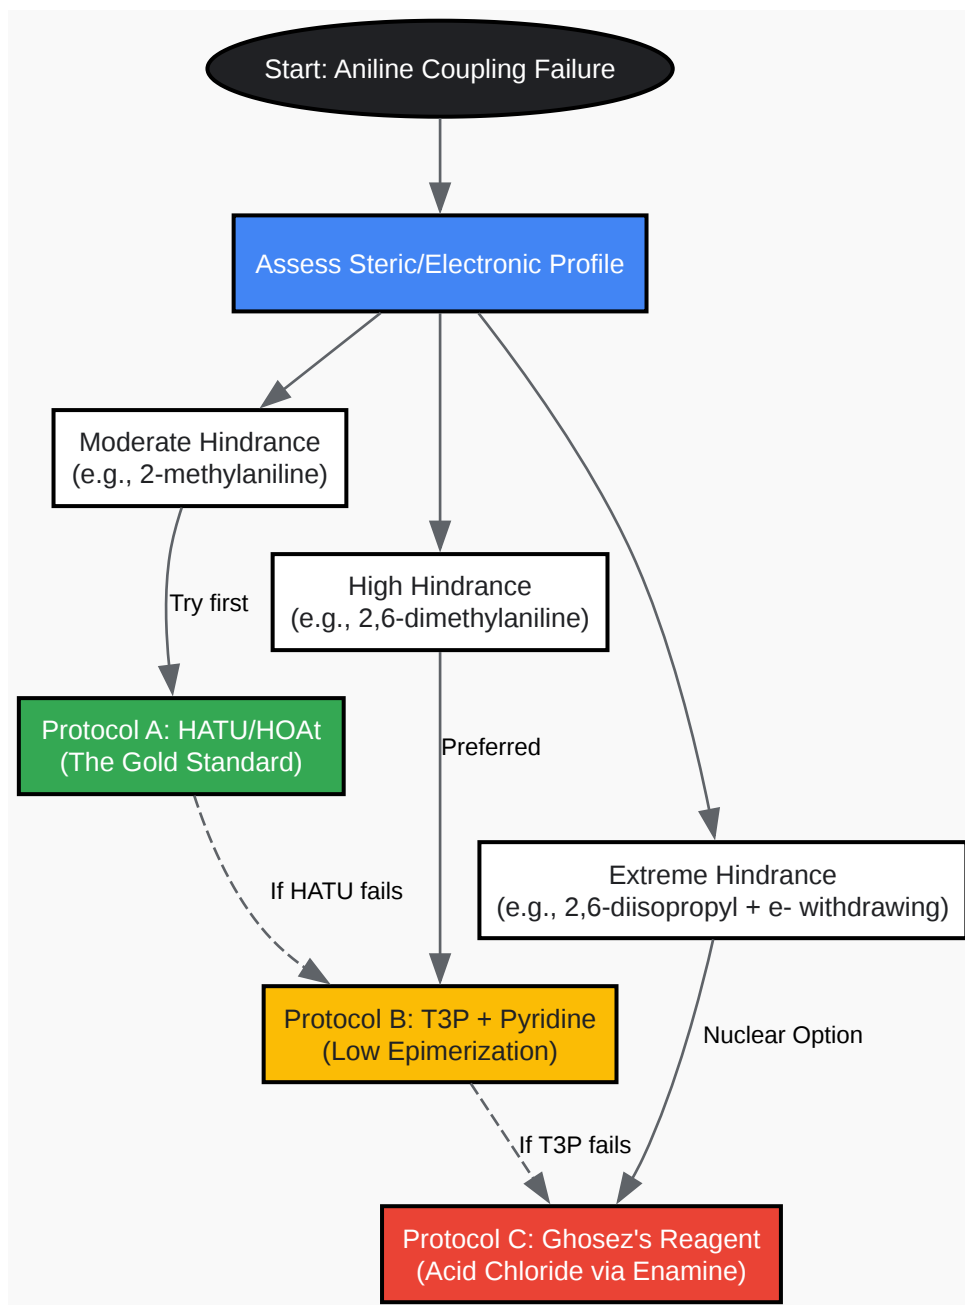 Start: Aniline Coupling Failure
Assess Steric/Electronic Profile
Moderate Hindrance
(e.g., 2-methylaniline)
High Hindrance
(e.g., 2,6-dimethylaniline)
Try first
Protocol A: HATU/HOAt
(The Gold Standard)
Preferred
Extreme Hindrance
(e.g., 2,6-diisopropyl + e- withdrawing)
If HATU fails
Protocol B: T3P + Pyridine
(Low Epimerization)
Nuclear Option
If T3P fails
Protocol C: Ghosez's Reagent
(Acid Chloride via Enamine)